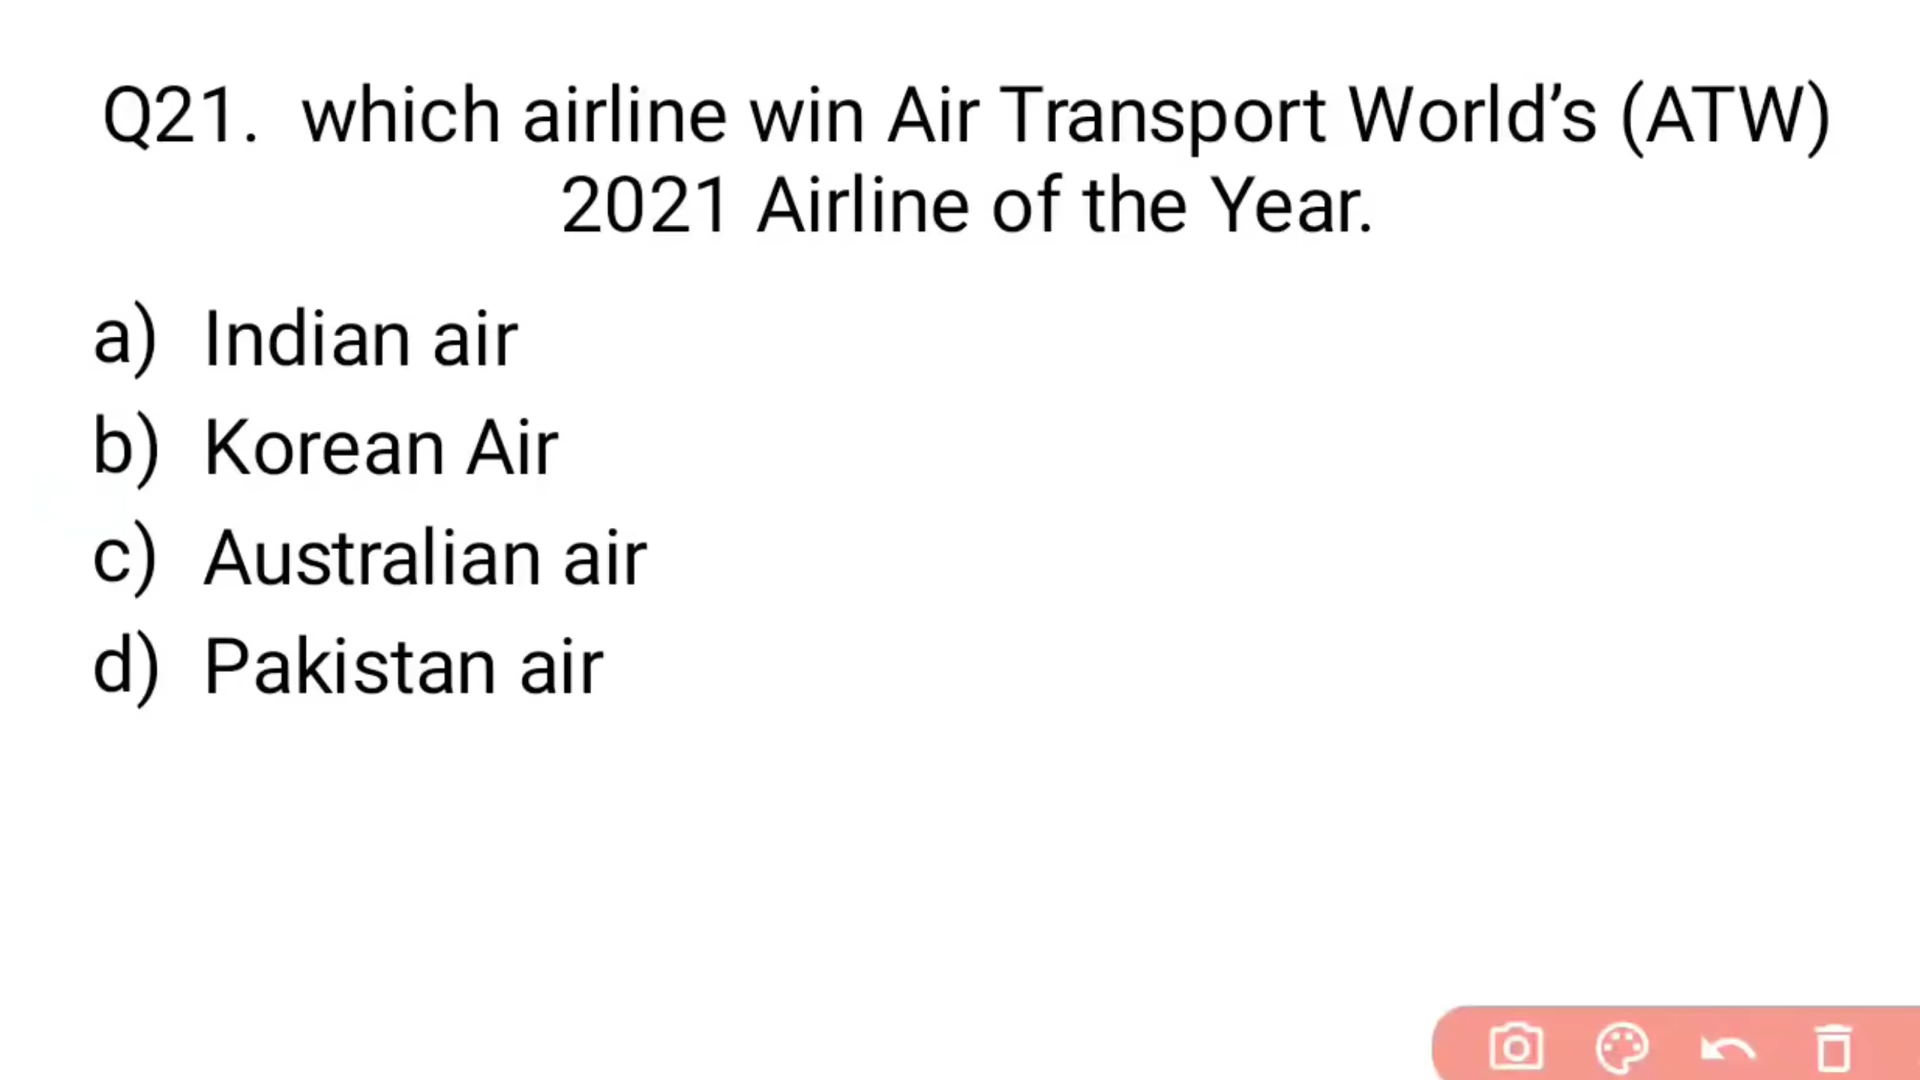 Q21. which airline win Air Transport World’s (ATW)
2021 Airline of the Year.
a) Indian air
b) Korean Air
c) Australian air
d) Pakistan air